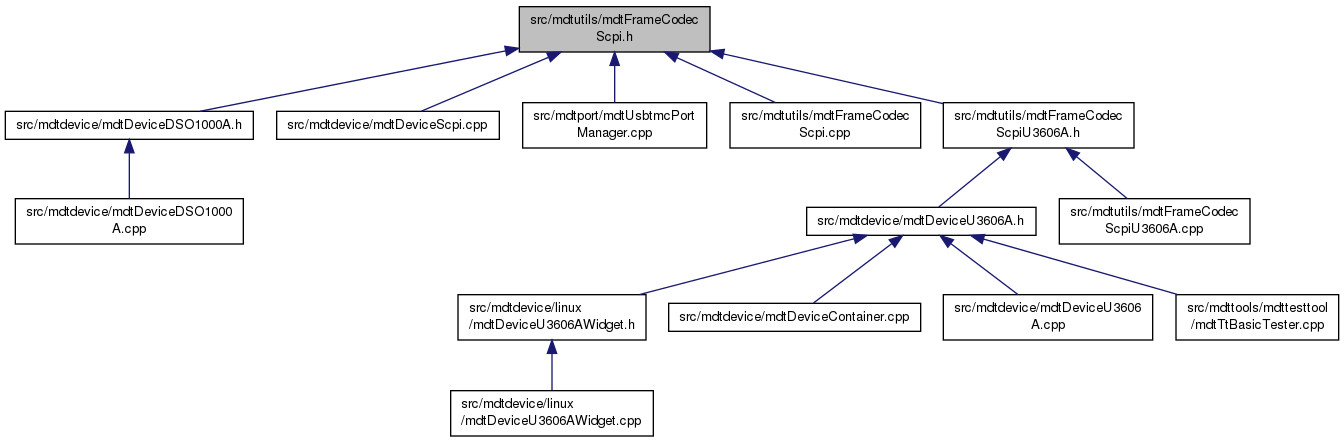 src/mdtutils/mdtFrameCodec
Scpi.h
src/mdtdevice/mdtDeviceDSO1000A.h
src/mdtdevice/mdtDeviceScpi.cpp
src/mdtport/mdtUsbtmcPort
Manager.cpp
src/mdtutils/mdtFrameCodec
Scpi.cpp
src/mdtutils/mdtFrameCodec
ScpiU3606A.h
src/mdtdevice/mdtDeviceDSO1000
A.cpp
src/mdtdevice/mdtDeviceU3606A.h
src/mdtutils/mdtFrameCodec
ScpiU3606A.cpp
src/mdtdevice/linux
/mdtDeviceU3606AWidget.h
src/mdtdevice/mdtDeviceContainer.cpp
src/mdtdevice/mdtDeviceU3606
A.cpp
src/mdttools/mdttesttool
/mdtTtBasicTester.cpp
src/mdtdevice/linux
/mdtDeviceU3606AWidget.cpp